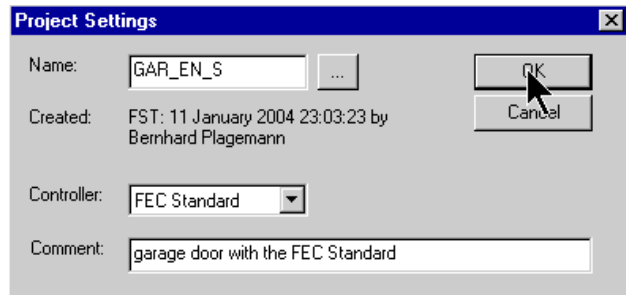 Project Settings
Name: GAR_EN_S ... OK
Created: FST: 11 January 2004 23:03:23 by
Bernhard Plagemann
Cancel
Controller: FEC Standard
Comment: garage door with the FEC Standard